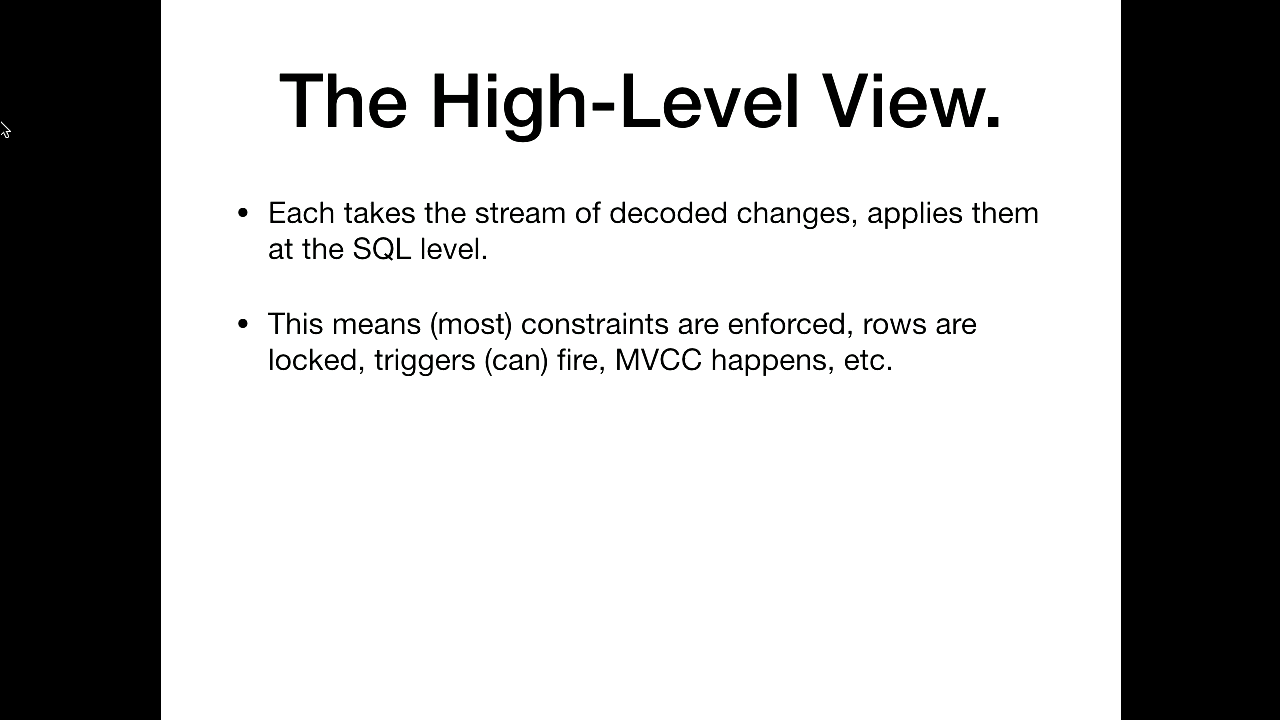 The High-Level View.
• Each takes the stream of decoded changes, applies them
at the SQL level.
• This means (most) constraints are enforced, rows are
locked, triggers (can) fire, MVCC happens, etc.